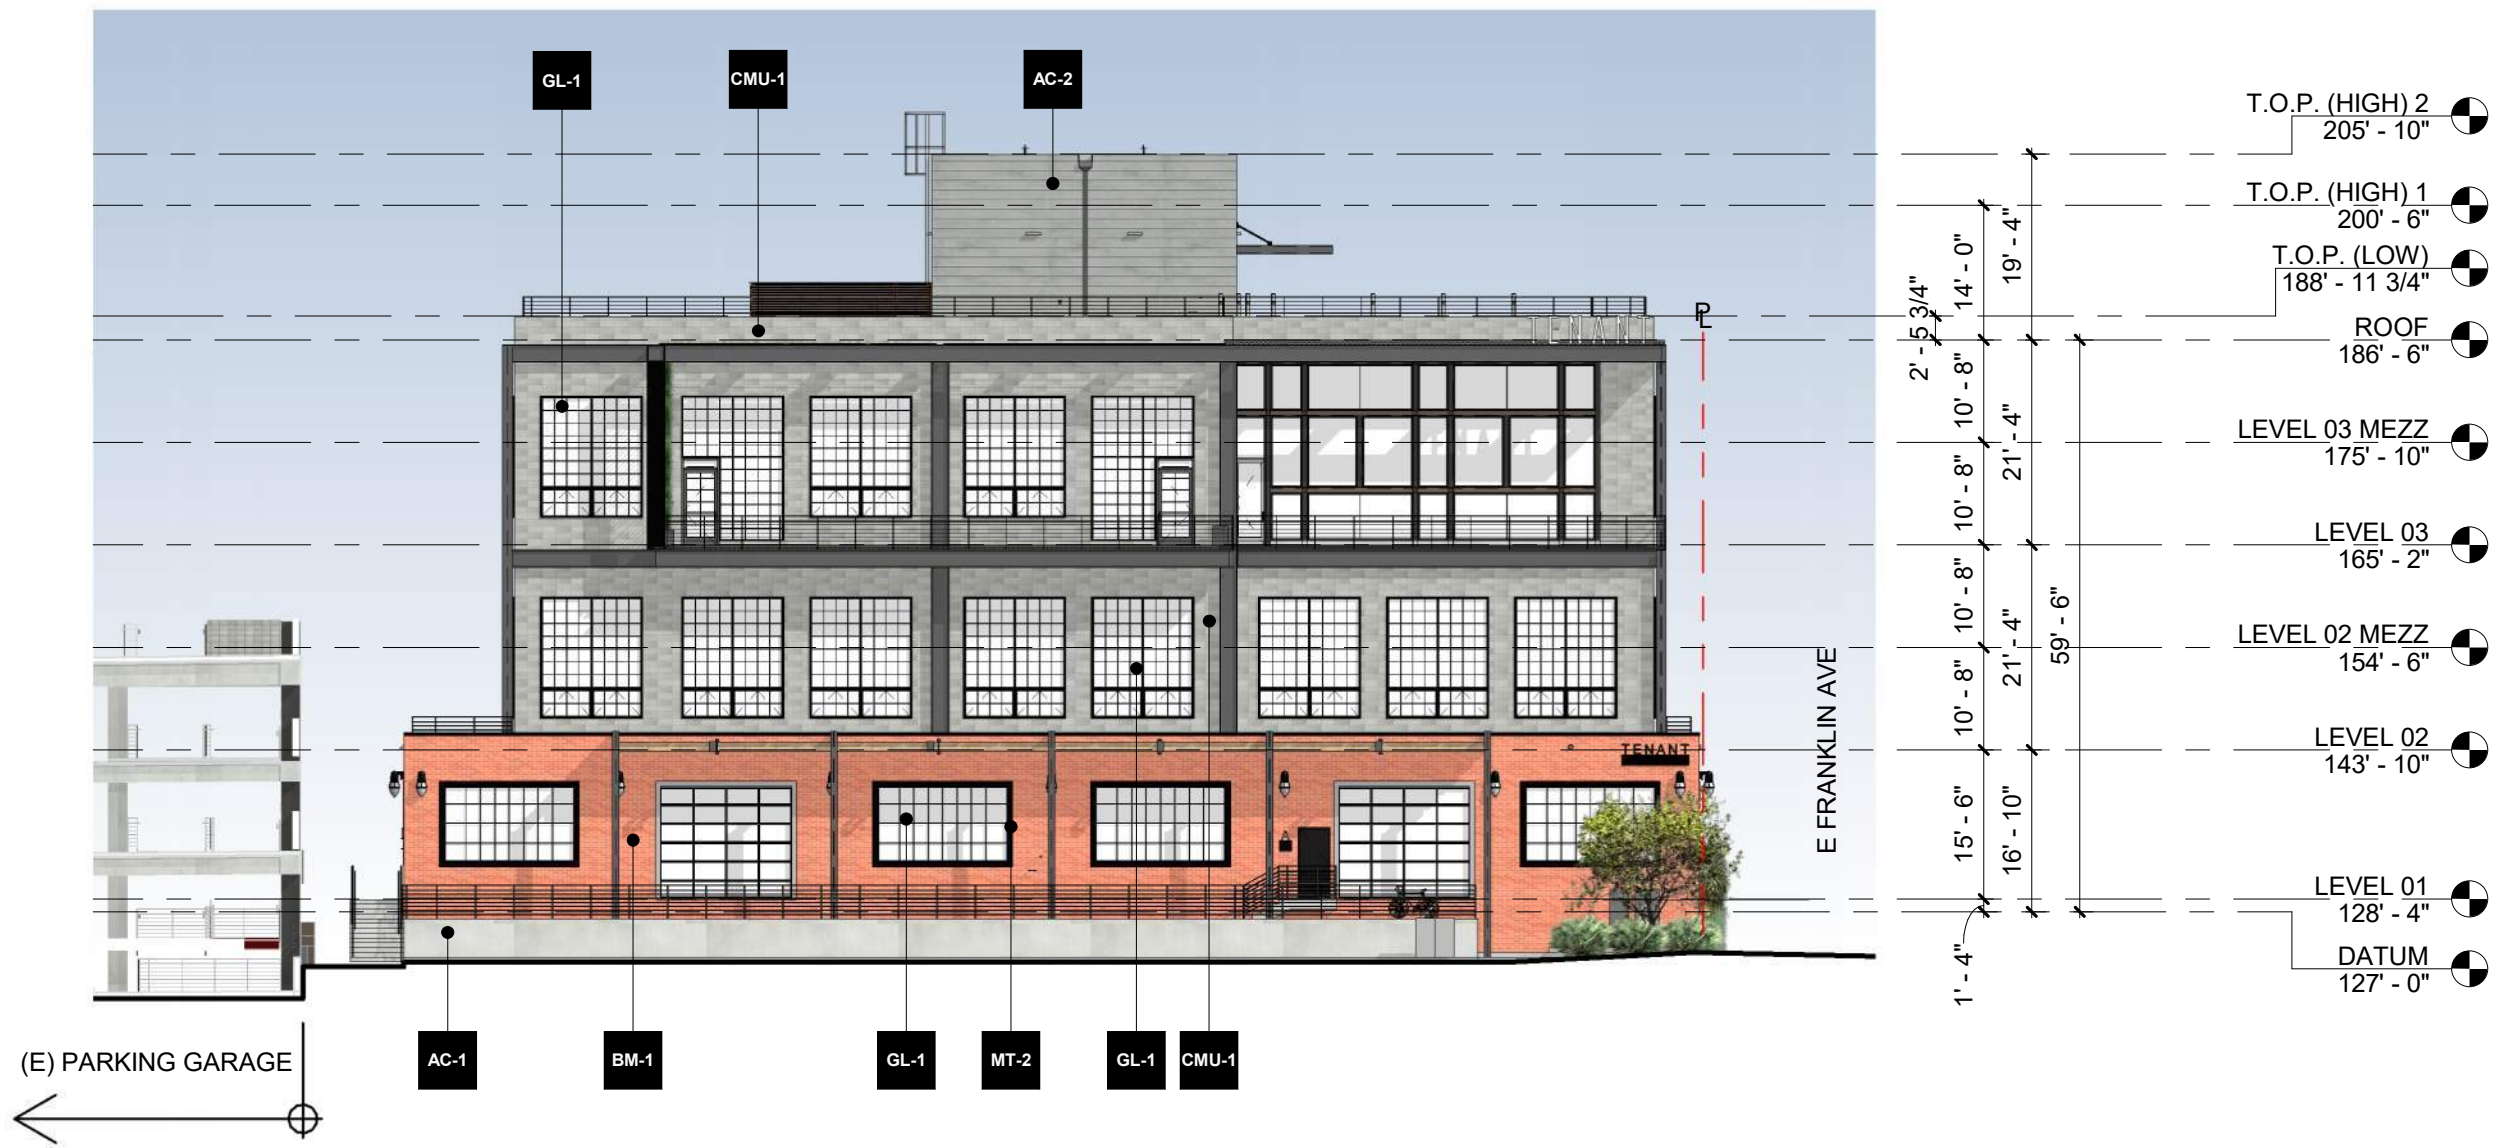 GL-1
CMU-1
AC-2
T.O.P. (HIGH) 2
205' - 10"
T.O.P. (HIGH) 1
200' - 6"
T.O.P. (LOW)
188' - 11 3/4"
ROOF
186' - 6"
LEVEL 03 MEZZ
175' - 10"
LEVEL 03
165' - 2"
LEVEL 02 MEZZ
154' - 6"
LEVEL 02
143' - 10"
LEVEL 01
128' - 4"
DATUM
127' - 0"
2' - 5 3/4"
14' - 0"
19' - 4"
10' - 8"
10' - 8"
21' - 4"
10' - 8"
10' - 8"
21' - 4"
59' - 6"
15' - 6"
16' - 10"
1' - 4"
PL
TENANT
TENANT
E FRANKLIN AVE
AC-1
BM-1
GL-1
MT-2
GL-1
CMU-1
(E) PARKING GARAGE